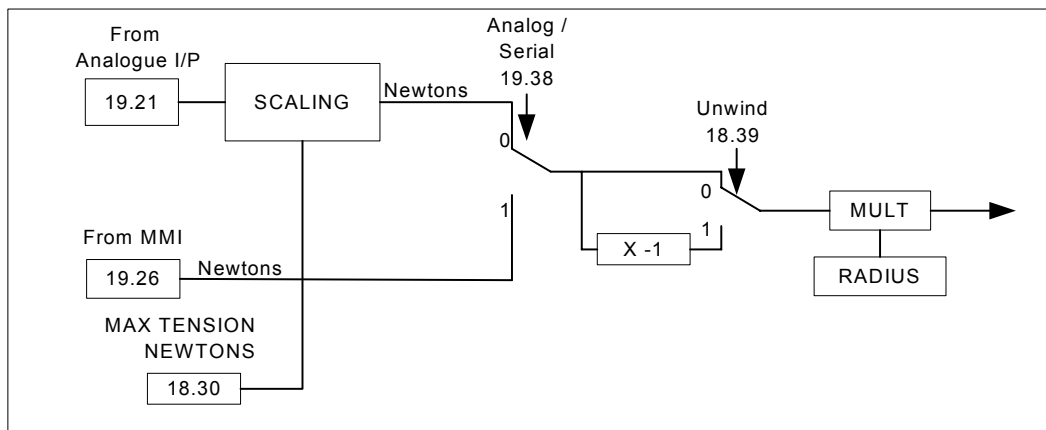 From
Analogue I/P
19.21
SCALING
Newtons
Analog /
Serial
19.38
0
1
Unwind
18.39
0
1
X -1
MULT
RADIUS
From MMI
19.26
Newtons
MAX TENSION
NEWTONS
18.30